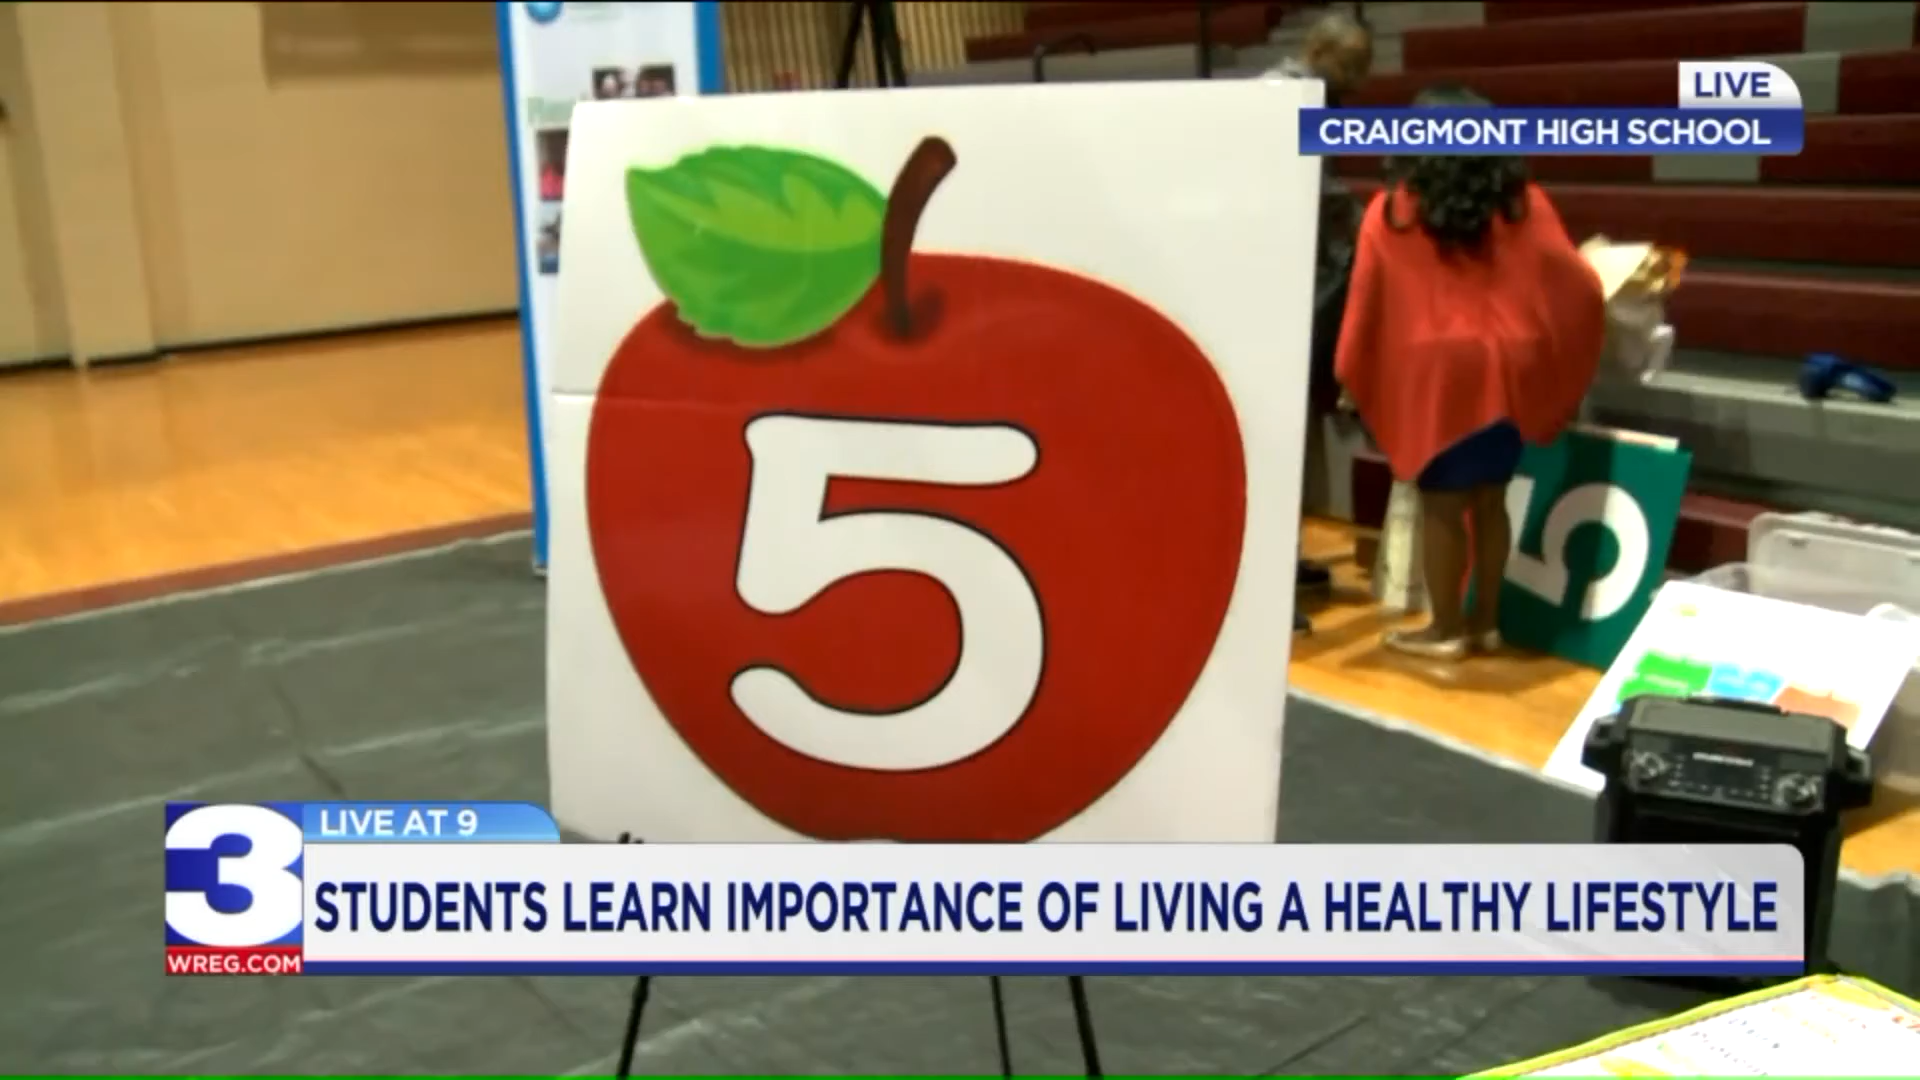 LIVE
CRAIGMONT HIGH SCHOOL
5
5
3
LIVE AT 9
STUDENTS LEARN IMPORTANCE OF LIVING A HEALTHY LIFESTYLE
WREG.COM